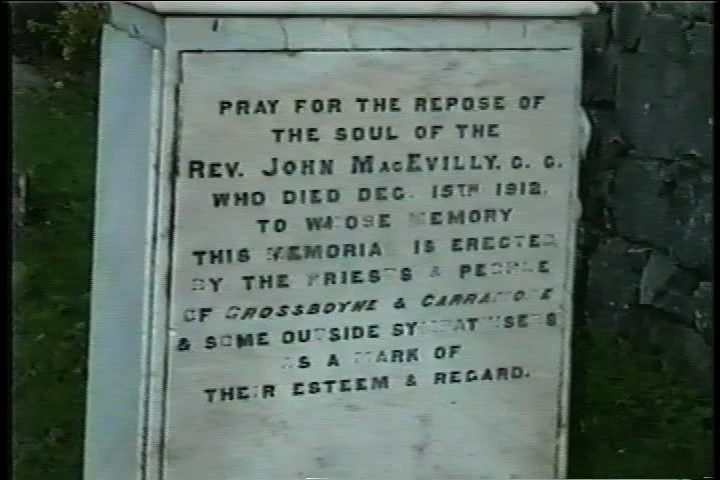 PRAY FOR THE REPOSE OF
THE SOUL OF THE
REV. JOHN MACEVILLY. C. C.
WHO DIED DEC. 15TH 1912.
TO WHOSE MEMORY
THIS MEMORIAL IS ERECTED
BY THE PRIESTS & PEOPLE
OF CROSSBOYNE &
& SOME OUTSIDE SYMPATHISERS
AS A MARK OF
THEIR ESTEEM & REGARD.